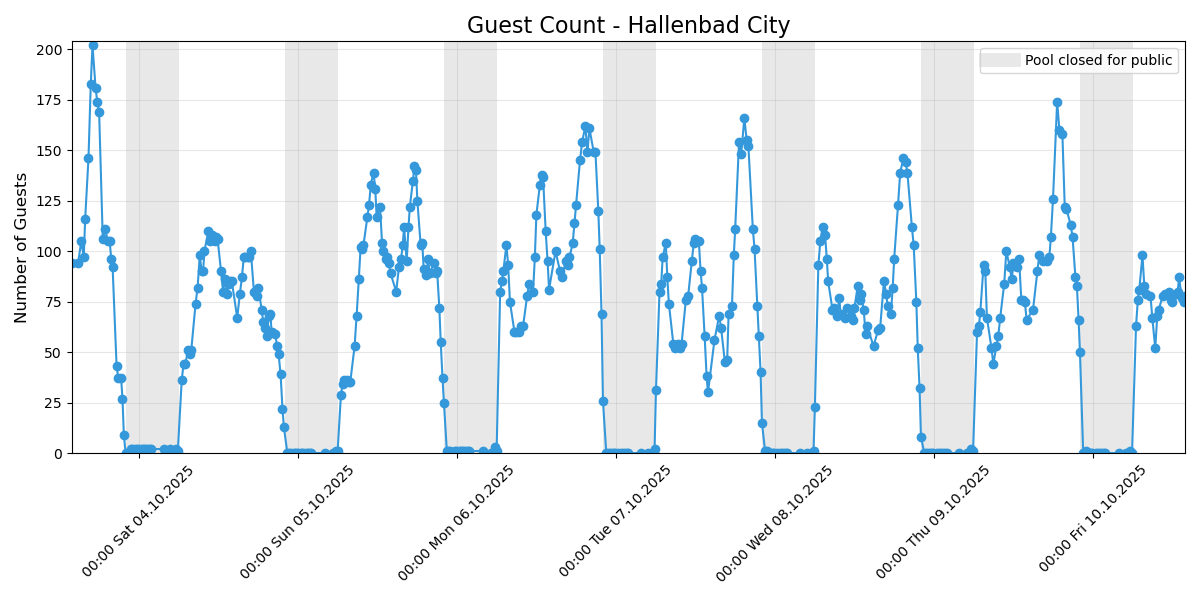 Guest Count - Hallenbad City
Pool closed for public
Number of Guests
200
175
150
125
100
75
50
25
0
00:00 Sat 04.10.2025
00:00 Sun 05.10.2025
00:00 Mon 06.10.2025
00:00 Tue 07.10.2025
00:00 Wed 08.10.2025
00:00 Thu 09.10.2025
00:00 Fri 10.10.2025